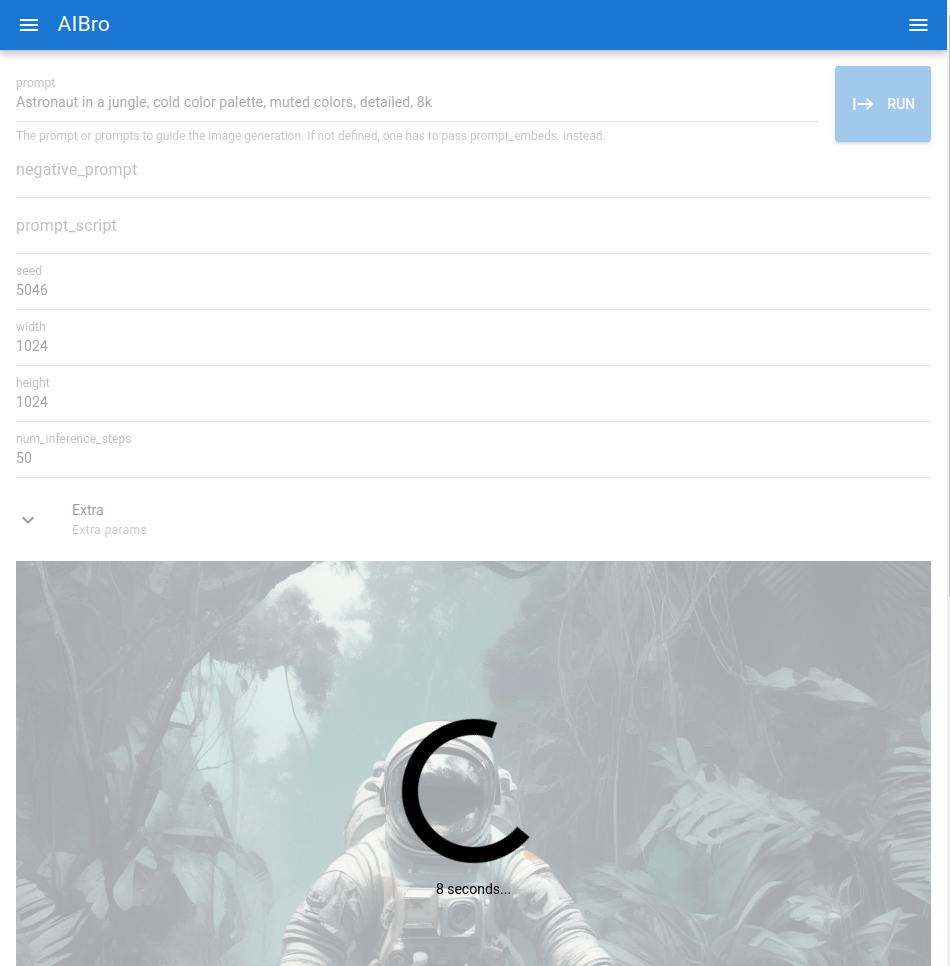 AIBro
prompt
Astronaut in a jungle, cold color palette, muted colors, detailed, 8k
RUN
The prompt or prompts to guide the image generation. If not defined, one has to pass prompt_embeds. instead.
negative_prompt
prompt_script
seed
5046
width
1024
height
1024
num_inference_steps
50
Extra
Extra params
8 seconds...